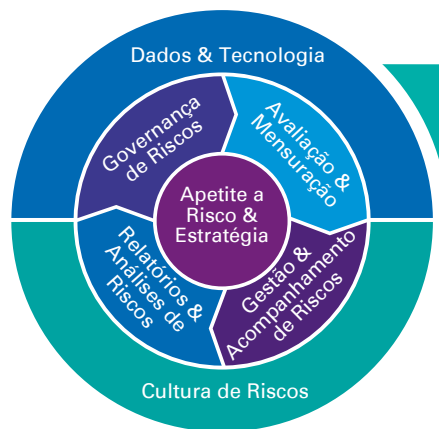 Dados & Tecnologia
Governança
de Riscos
Avaliação &
Mensuração
Apetite a
Risco &
Estratégia
Relatórios &
Análises de
Riscos
Gestão &
Acompanhamento
de Riscos
Cultura de Riscos